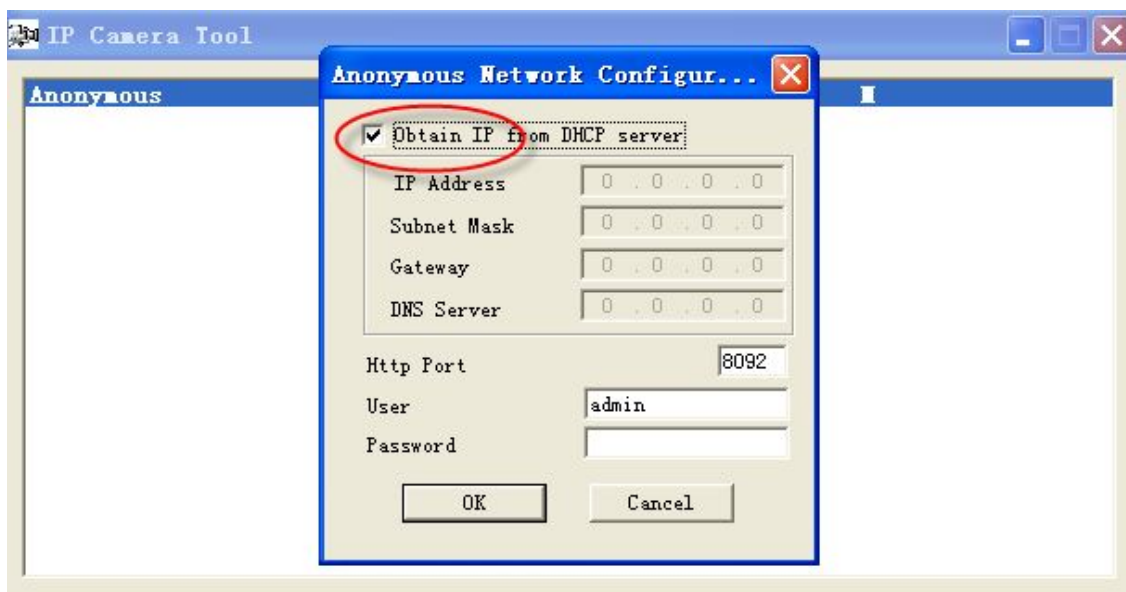 IP Camera Tool
Anonymous
Anonymous Network Configur...
Obtain IP from DHCP server
IP Address 0 . 0 . 0 . 0
Subnet Mask 0 . 0 . 0 . 0
Gateway 0 . 0 . 0 . 0
DNS Server 0 . 0 . 0 . 0
Http Port 8092
User admin
Password
OK Cancel